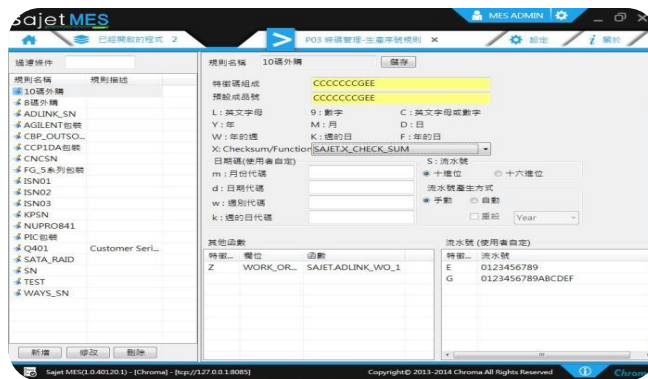 Sajet MES
MES ADMIN
已經開啟的程式 2
P03 條碼管理-生產序號規則
設定
關於
過濾條件
規則名稱 規則描述
10碼外購
8碼外購
ADLINK_SN
AGILENT包裝
CBP_OUTSO...
CCP1DA包裝
CNCSN
FG_5系列包裝
ISN01
ISN02
ISN03
KPSN
NUPRO841
PIC包裝
Q401 Customer Seri...
SATA_RAID
SN
TEST
WAYS_SN
新增 修改 刪除
規則名稱 10碼外購 儲存
特徵碼組成 CCCCCCCGEE
預設成品號 CCCCCCCGEE
L:英文字母 9:數字 C:英文字母或數字
Y:年 M:月 D:日
W:年的週 K:週的日 F:年的日
X: Checksum/Function SAJET.X_CHECK_SUM
日期碼(使用者自定)
m:月份代碼
d:日期代碼
w:週別代碼
k:週的日代碼
S:流水號
十進位 十六進位
流水號產生方式
手動 自動
重設 Year
其他函數
特徵... 欄位 函數
Z WORK_OR... SAJET.ADLINK_WO_1
流水號(使用者自定)
特徵... 流水號
E 0123456789
G 0123456789ABCDEF
Sajet MES(1.0.40120.1) - [Chroma] - [tcp://127.0.0.1:8085]
Copyright© 2013-2014 Chroma All Rights Reserved
Chrom